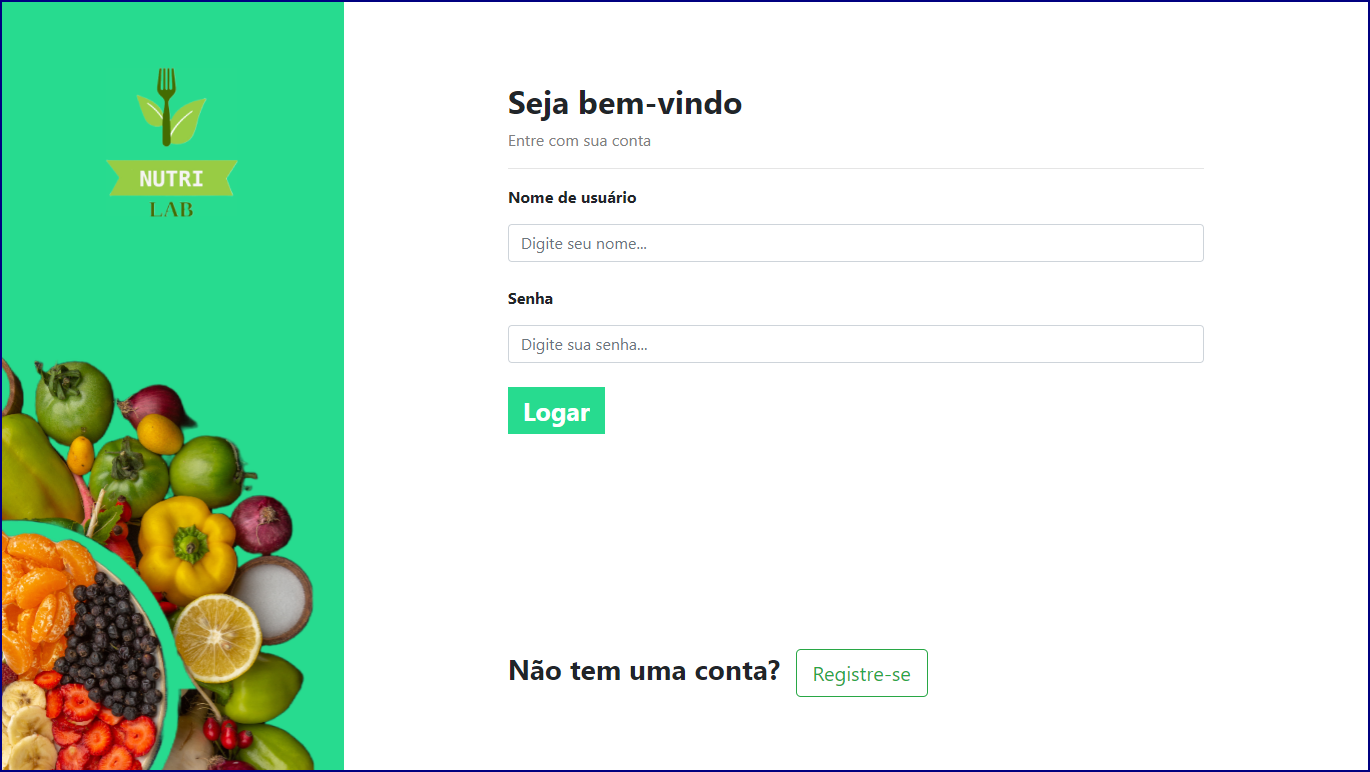 NUTRI
LAB
Seja bem-vindo
Entre com sua conta
Nome de usuário
Digite seu nome...
Senha
Digite sua senha...
Logar
Não tem uma conta? Registre-se